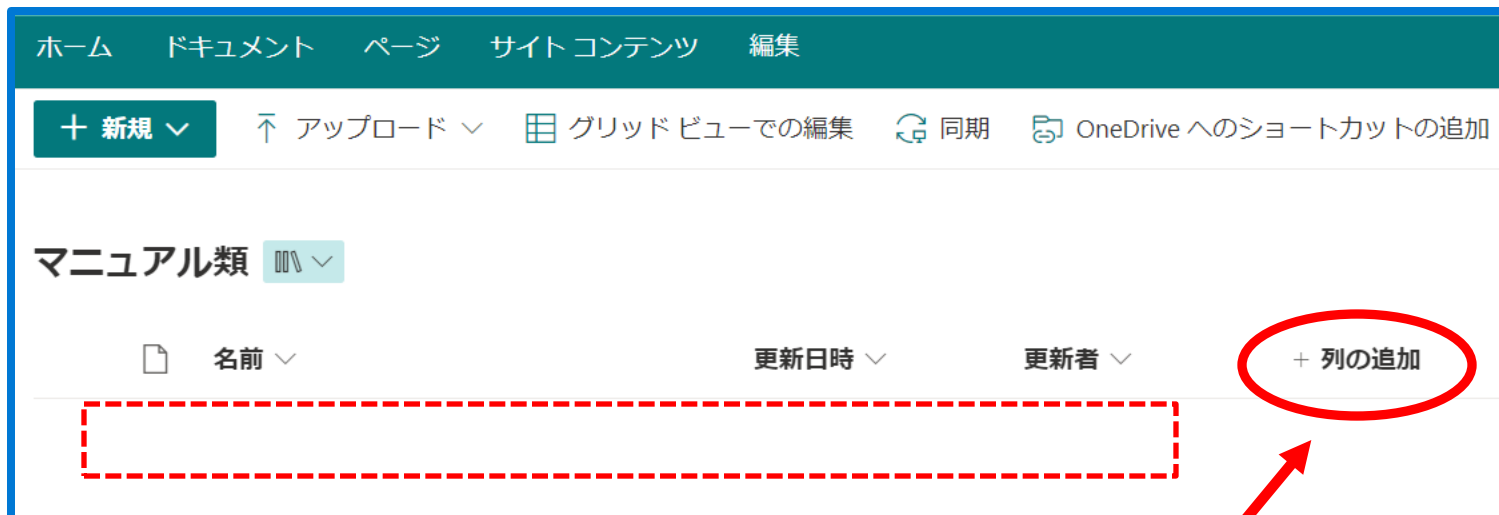 ホーム ドキュメント ページ サイト コンテンツ 編集
＋ 新規 アップロード グリッド ビューでの編集 同期 OneDrive へのショートカットの追加
マニュアル類
名前 更新日時 更新者 + 列の追加